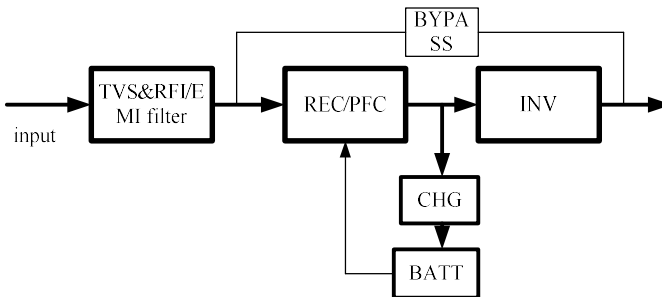 BYPA
SS
TVS&RFI/E
MI filter
REC/PFC
INV
input
CHG
BATT